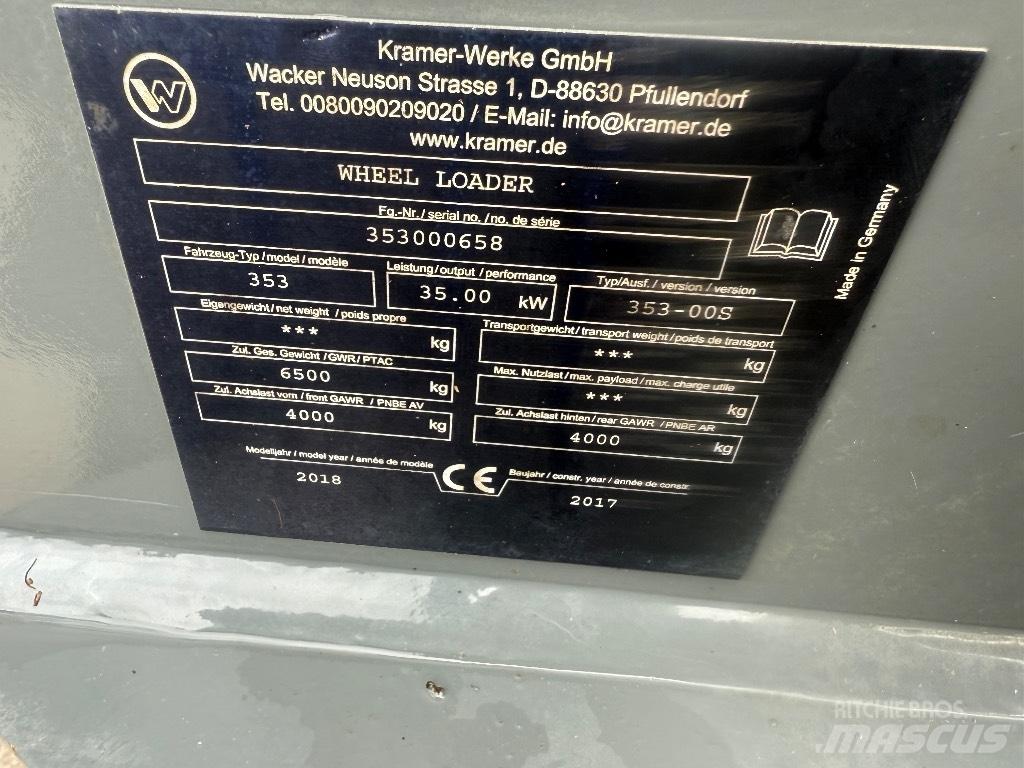 Kramer-Werke GmbH
Wacker Neuson Strasse 1, D-88630 Pfullendorf
Tel. 0080090209020 / E-Mail: info@kramer.de
www.kramer.de
WHEEL LOADER
Fg.-Nr./ serial no. / no. de série
353000658
Fahrzeug-Typ / model / modèle
353
Leistung / output / performance
35.00 kW
Typ/Ausf. / version / version
353-00S
Eigengewicht / net weight / poids propre
*** kg
Transportgewicht / transport weight / poids de transport
*** kg
Zul. Ges. Gewicht / GWR / PTAC
6500 kg
Max. Nutzlast / max. payload / max. charge utile
*** kg
Zul. Achslast vorn / front GAWR / PNBE AV
4000 kg
Zul. Achslast hinten / rear GAWR / PNBE AR
4000 kg
Modelljahr / model year / année de modèle
2018
CE
Baujahr / constr. year / année de constr.
2017
Made in Germany
W
RITCHIE BROS.
MASCUS